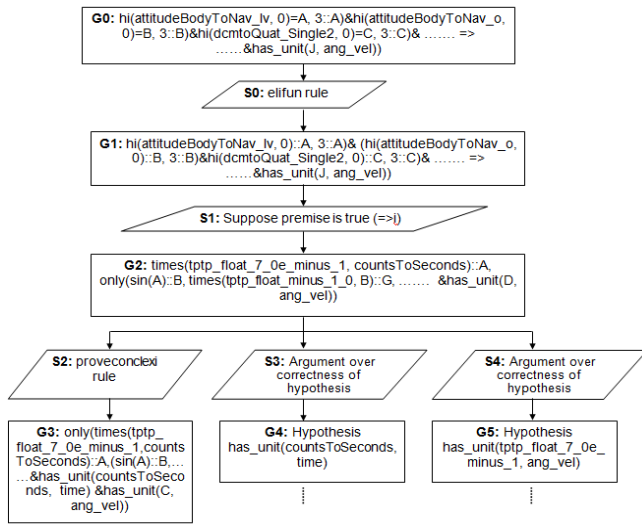 G0: hi(attitudeBodyToNav_lv, 0)=A, 3::A)&hi(attitudeBodyToNav_o,
0)=B, 3::B)&hi(dcmtoQuat_Single2, 0)=C, 3::C)& ……. =>
……&has_unit(J, ang_vel))
S0: elifun rule
G1: hi(attitudeBodyToNav_lv, 0)::A, 3::A)& (hi(attitudeBodyToNav_o,
0)::B, 3::B)&hi(dcmtoQuat_Single2, 0)::C, 3::C)& ……. =>
……&has_unit(J, ang_vel))
S1: Suppose premise is true (=>i)
G2: times(tptp_float_7_0e_minus_1, countsToSeconds)::A,
only(sin(A)::B, times(tptp_float_minus_1_0, B)::G, ……. &has_unit(D,
ang_vel))
S2:
proveconclexi
rule
S3: Argument over
correctness of
hypothesis
S4: Argument over
correctness of
hypothesis
G3: only(times(tptp_
float_7_0e_minus_1,counts
ToSeconds)::A,(sin(A)::B,…
…&has_unit(countsToSeco
nds, time) &has_unit(C,
ang_vel))
G4: Hypothesis
has_unit(countsToSeconds,
time)
G5: Hypothesis
has_unit(tptp_float_7_0e_
minus_1, ang_vel)